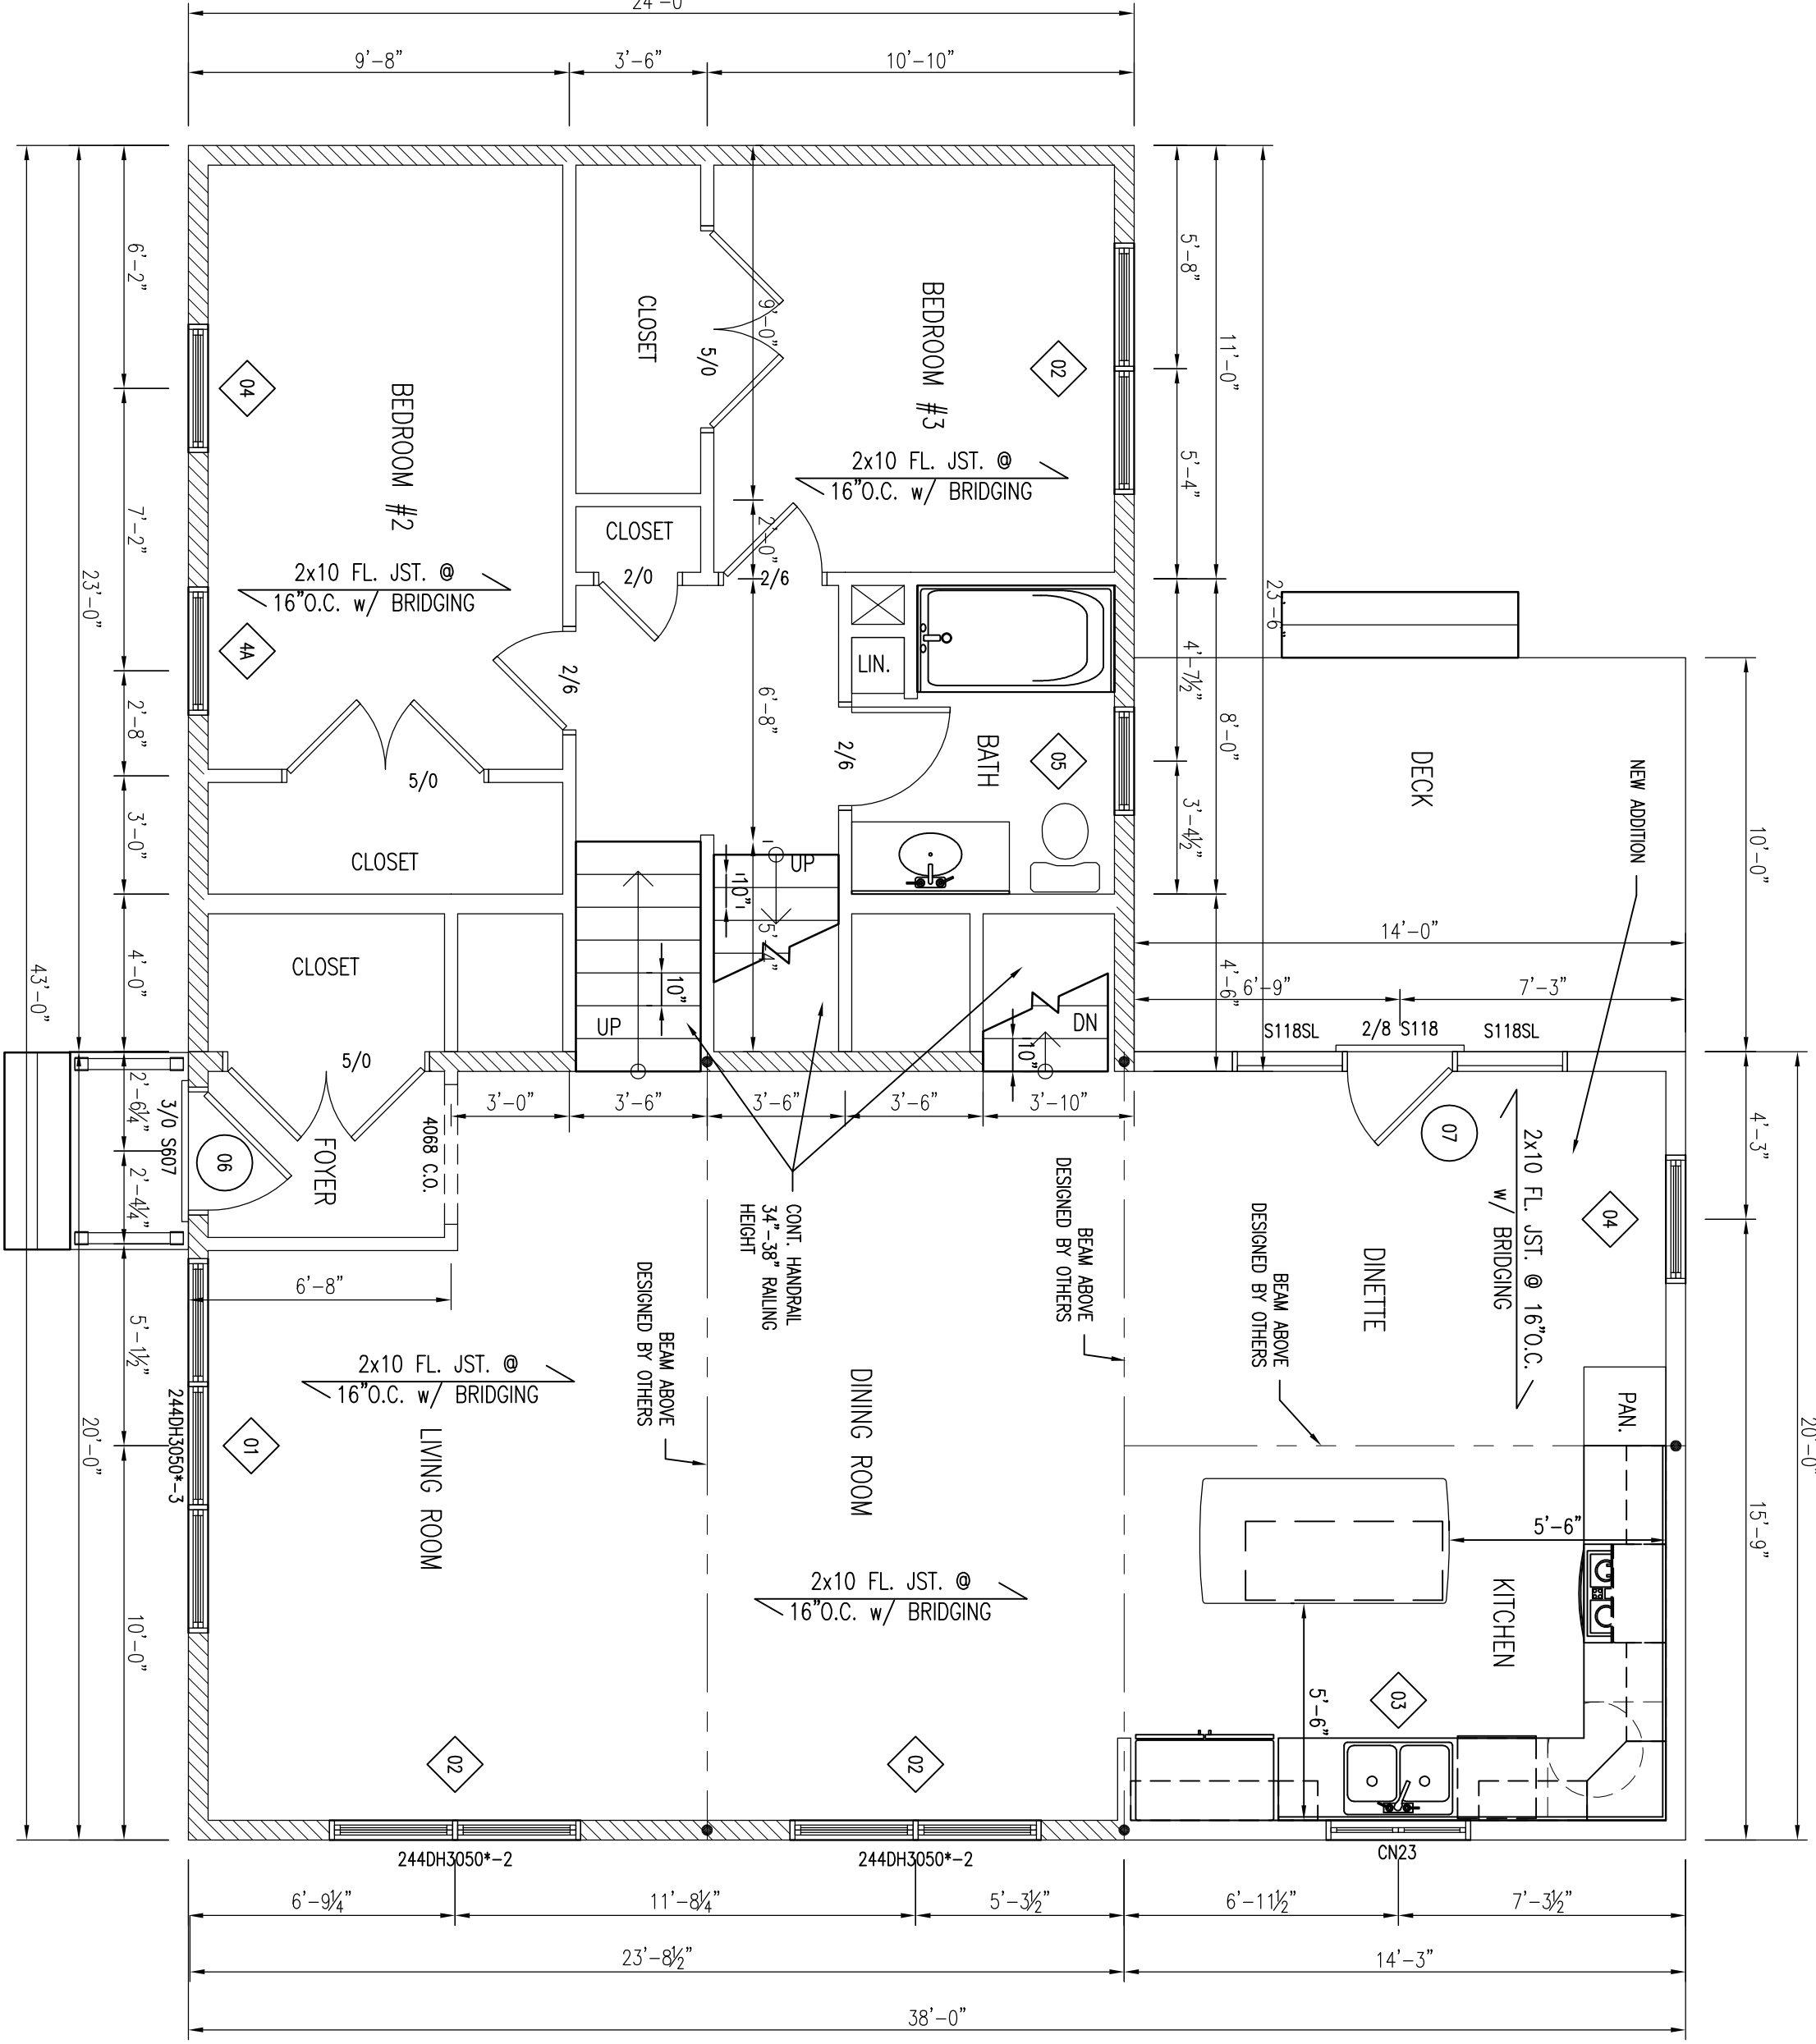 24'-0"
9'-8"
3'-6"
10'-10"
6'-2"
7'-2"
2'-8"
3'-0"
4'-0"
2'-6¼"
2'-4¼"
5'-1½"
10'-0"
23'-0"
20'-0"
43'-0"
5'-8"
5'-4"
11'-0"
4'-7½"
3'-4½"
8'-0"
4'-6"
23'-6"
9'-0"
2'-0"
6'-8"
BEDROOM #2
04
4A
2x10 FL. JST. @
16"O.C. w/ BRIDGING
CLOSET
5/0
BEDROOM #3
02
2x10 FL. JST. @
16"O.C. w/ BRIDGING
CLOSET
2/0
2/6
2/6
LIN.
BATH
05
2/6
5/0
CLOSET
UP
10"
UP
10"
DN
10"
CLOSET
5/0
3/0 S607
06
FOYER
4068 C.O.
6'-8"
3'-0"
3'-6"
3'-6"
3'-6"
3'-10"
CONT. HANDRAIL
34"-38" RAILING
HEIGHT
DECK
NEW ADDITION
10'-0"
14'-0"
6'-9"
7'-3"
S118SL
2/8 S118
S118SL
4'-3"
15'-9"
20'-0"
07
04
2x10 FL. JST. @ 16"O.C.
w/ BRIDGING
DINETTE
BEAM ABOVE
DESIGNED BY OTHERS
BEAM ABOVE
DESIGNED BY OTHERS
BEAM ABOVE
DESIGNED BY OTHERS
PAN.
5'-6"
KITCHEN
5'-6"
03
DINING ROOM
2x10 FL. JST. @
16"O.C. w/ BRIDGING
02
2x10 FL. JST. @
16"O.C. w/ BRIDGING
LIVING ROOM
01
244DH3050*-3
02
244DH3050*-2
244DH3050*-2
CN23
6'-9¼"
11'-8¼"
5'-3½"
6'-11½"
7'-3½"
23'-8½"
14'-3"
38'-0"